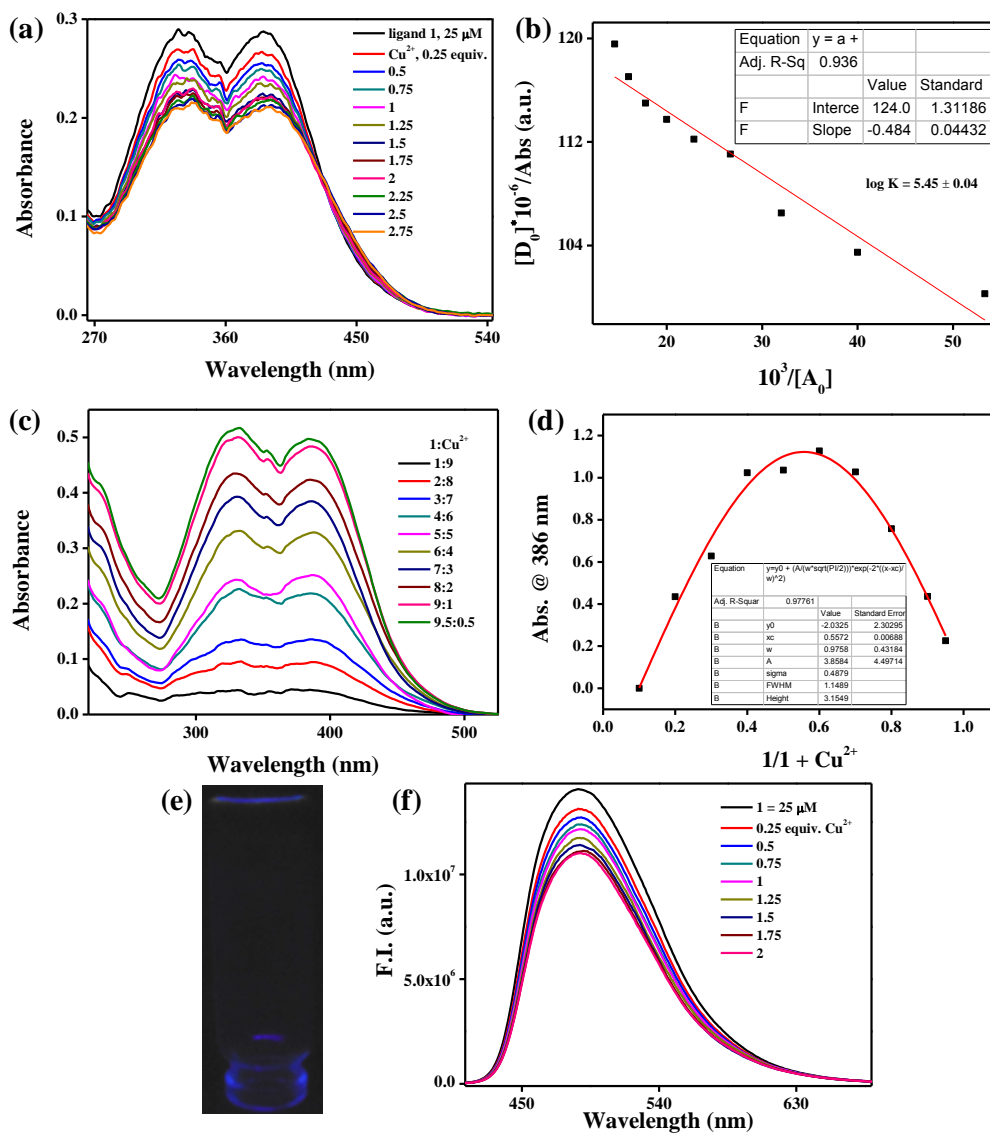 (a)
Absorbance
0.3
0.2
0.1
0.0
270
360
450
540
Wavelength (nm)
ligand 1, 25 μM
Cu²⁺, 0.25 equiv.
0.5
0.75
1
1.25
1.5
1.75
2
2.25
2.5
2.75
(b)
[D₀]*10⁻⁶/Abs (a.u.)
120
112
104
20
30
40
50
10³/[A₀]
Equation y = a +
Adj. R-Sq 0.936
Value Standard
F Interce 124.0 1.31186
F Slope -0.484 0.04432
log K = 5.45 ± 0.04
(c)
Absorbance
0.5
0.4
0.3
0.2
0.1
0.0
300
400
500
Wavelength (nm)
1:Cu²⁺
1:9
2:8
3:7
4:6
5:5
6:4
7:3
8:2
9:1
9.5:0.5
(d)
Abs. @ 386 nm
1.2
1.0
0.8
0.6
0.4
0.2
0.0
0.0
0.2
0.4
0.6
0.8
1.0
1/1 + Cu²⁺
Equation y=y0 + (A/(w*sqrt(PI/2)))*exp(-2*((x-xc)/
w)^2)
Adj. R-Squar 0.97761
Value Standard Error
B y0 -2.0325 2.30295
B xc 0.5572 0.00688
B w 0.9758 0.43184
B A 3.8584 4.49714
B sigma 0.4879
B FWHM 1.1489
B Height 3.1549
(e)
(f)
F.I. (a.u.)
1.0x10⁷
5.0x10⁶
0.0
450
540
630
Wavelength (nm)
1 = 25 μM
0.25 equiv. Cu²⁺
0.5
0.75
1
1.25
1.5
1.75
2